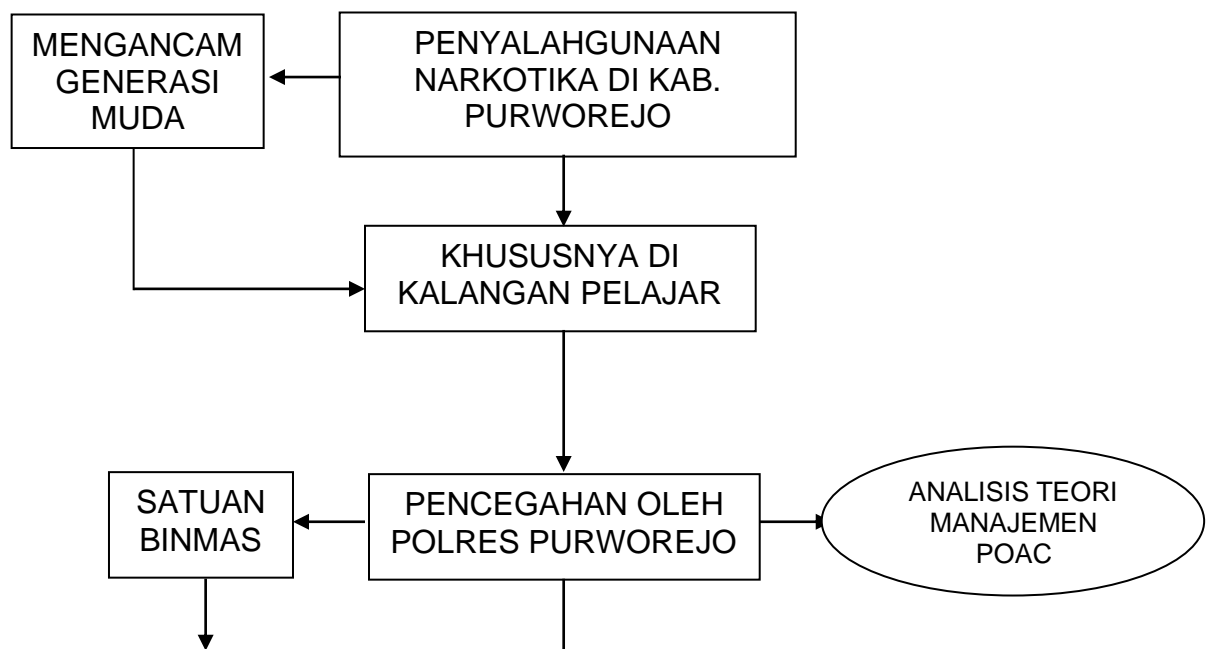 MENGANCAM
GENERASI
MUDA
PENYALAHGUNAAN
NARKOTIKA DI KAB.
PURWOREJO
KHUSUSNYA DI
KALANGAN PELAJAR
SATUAN
BINMAS
PENCEGAHAN OLEH
POLRES PURWOREJO
ANALISIS TEORI
MANAJEMEN
POAC